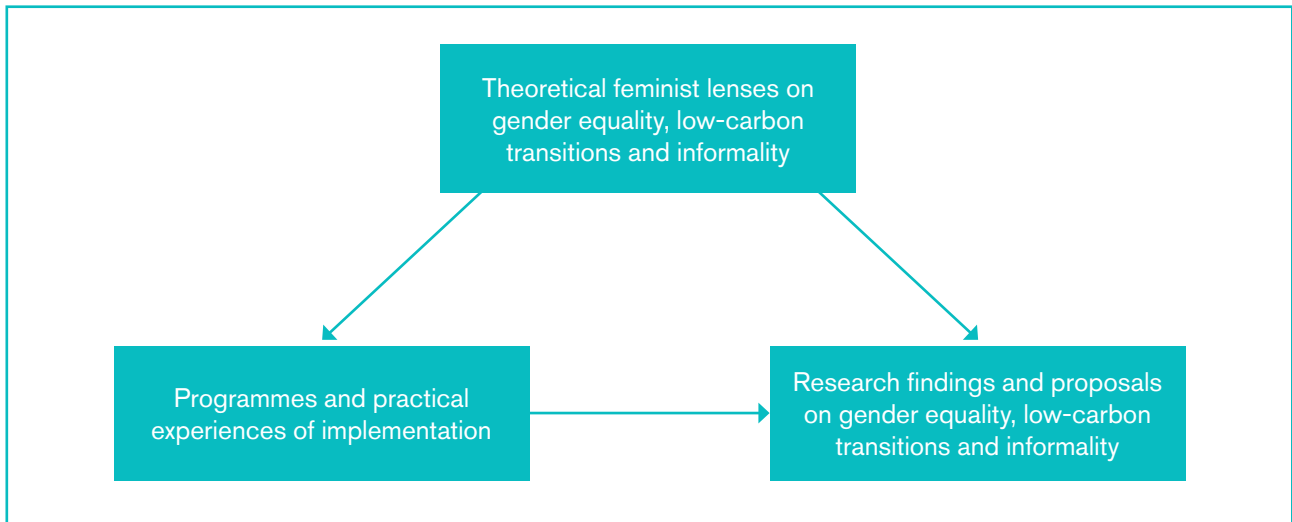 Theoretical feminist lenses on
gender equality, low-carbon
transitions and informality
Programmes and practical
experiences of implementation
Research findings and proposals
on gender equality, low-carbon
transitions and informality